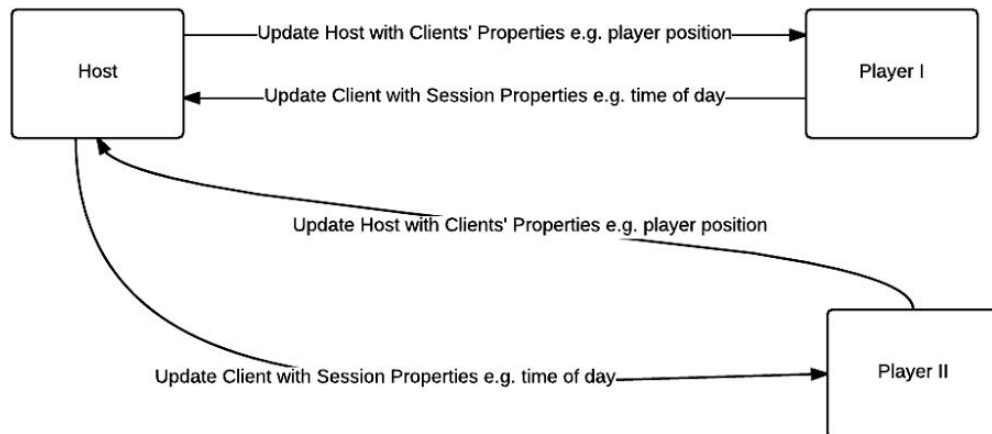 Update Host with Clients' Properties e.g. player position
Host
Player I
Update Client with Session Properties e.g. time of day
Update Host with Clients' Properties e.g. player position
Update Client with Session Properties e.g. time of day
Player II